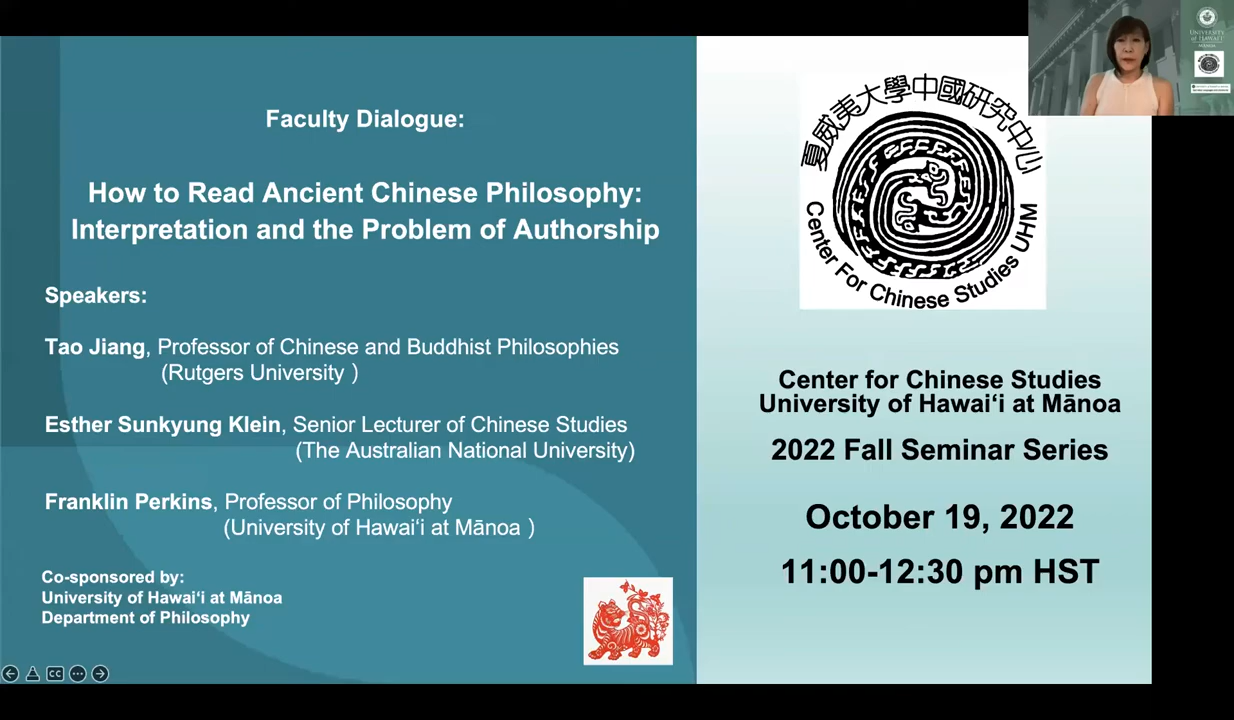 Faculty Dialogue:
How to Read Ancient Chinese Philosophy:
Interpretation and the Problem of Authorship
Speakers:
Tao Jiang, Professor of Chinese and Buddhist Philosophies
(Rutgers University )
Esther Sunkyung Klein, Senior Lecturer of Chinese Studies
(The Australian National University)
Franklin Perkins, Professor of Philosophy
(University of Hawaiʻi at Mānoa )
Co-sponsored by:
University of Hawaiʻi at Mānoa
Department of Philosophy
CC
夏威夷大學中國研究中心
Center For Chinese Studies UHM
Center for Chinese Studies
University of Hawaiʻi at Mānoa
2022 Fall Seminar Series
October 19, 2022
11:00-12:30 pm HST
UNIVERSITY
of HAWAIʻI
MĀNOA